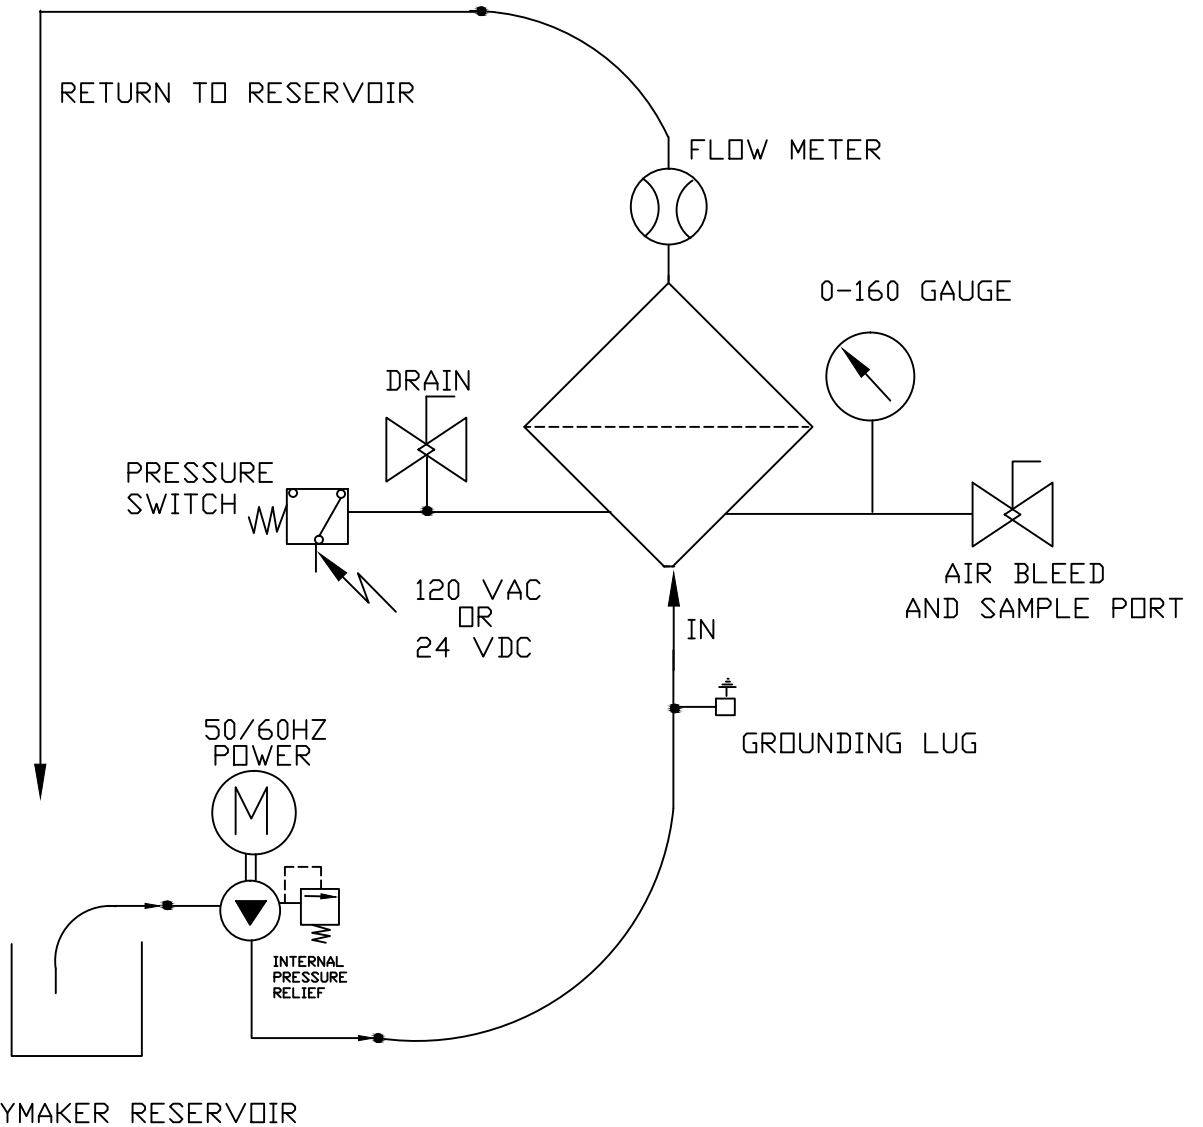 RETURN TO RESERVOIR
FLOW METER
0-160 GAUGE
DRAIN
PRESSURE
SWITCH
120 VAC
OR
24 VDC
AIR BLEED
AND SAMPLE PORT
IN
GROUNDING LUG
50/60HZ
POWER
M
INTERNAL
PRESSURE
RELIEF
YMAKER RESERVOIR